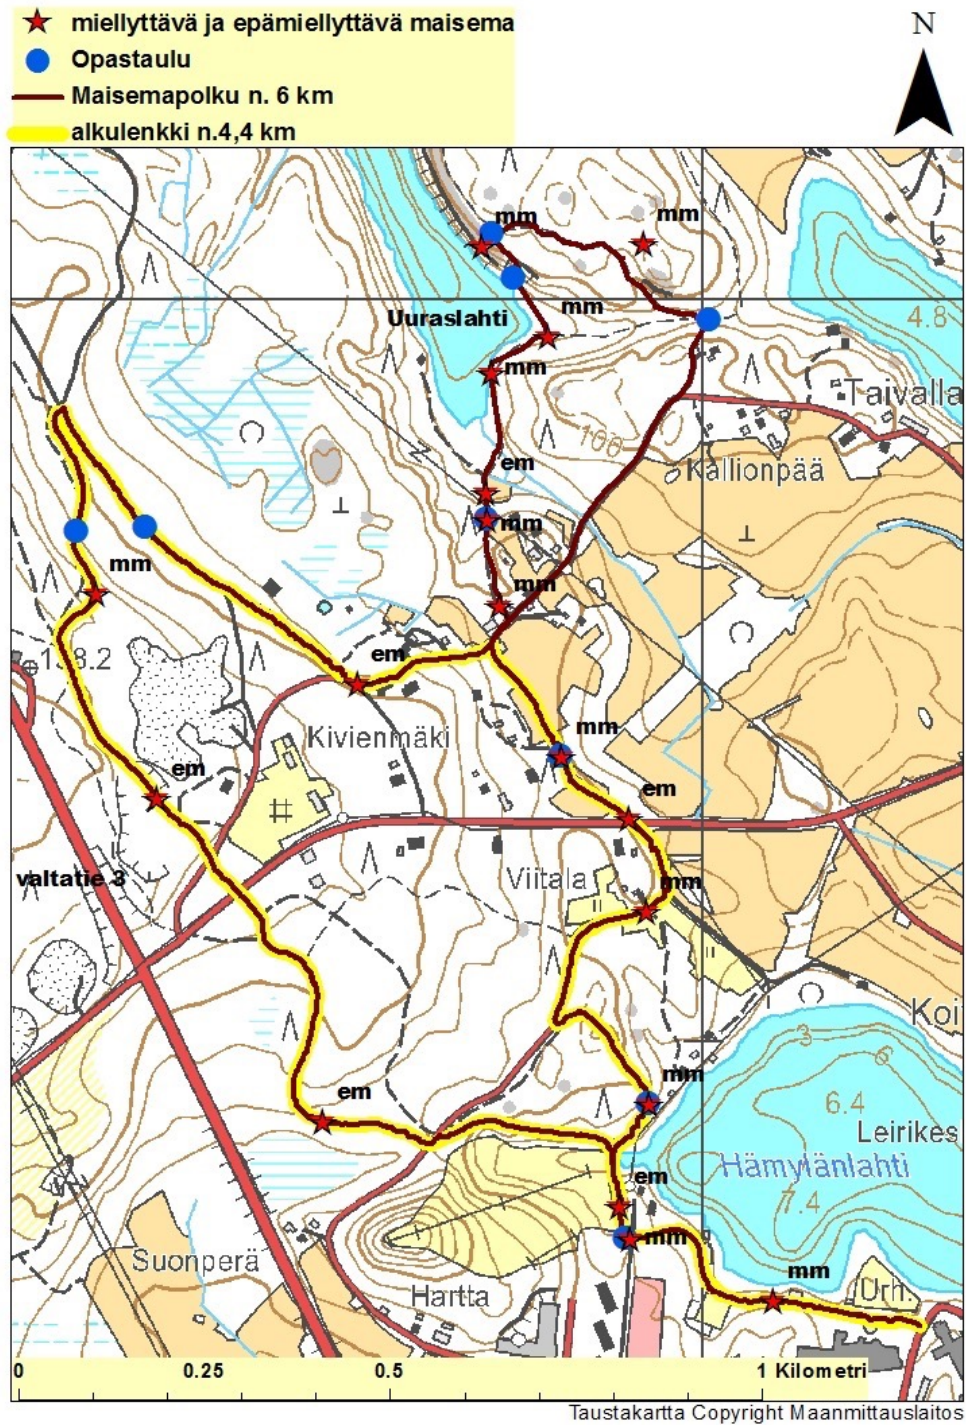 miellyttävä ja epämiellyttävä maisema
Opastaulu
Maisemapolku n. 6 km
alkulenkki n.4,4 km
N
mm
mm
mm
Uuraslahti
4.8
mm
Taivalla
100
em
Kallionpää
mm
mm
mm
em
Kivienmäki
mm
em
em
valtatie 3
Viitala
mm
Koi
3
6
em
mm
6.4
Leirikes
Hämylänlahti
em
7.4
mm
Suonperä
mm
Urh.
Hartta
0
0.25
0.5
1 Kilometri
Taustakartta Copyright Maanmittauslaitos